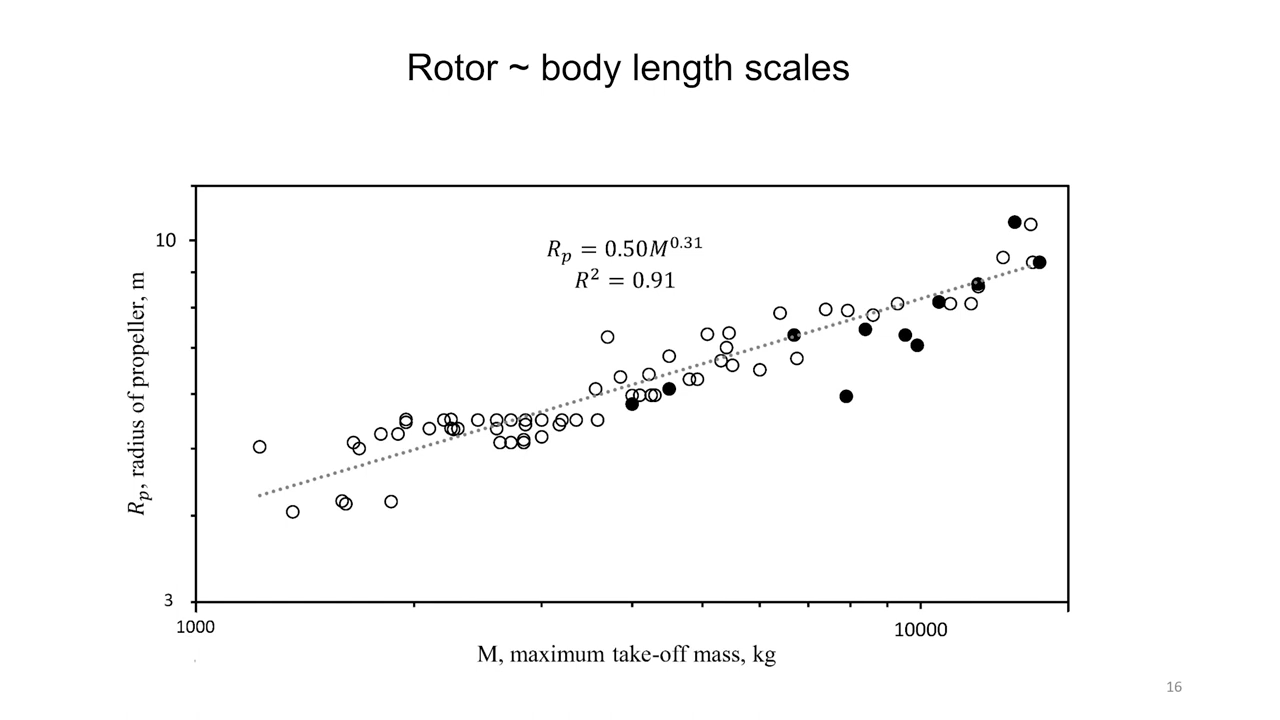 Rotor ~ body length scales
10
R_p = 0.50M^0.31
R² = 0.91
R_p, radius of propeller, m
3
1000
10000
M, maximum take-off mass, kg
16